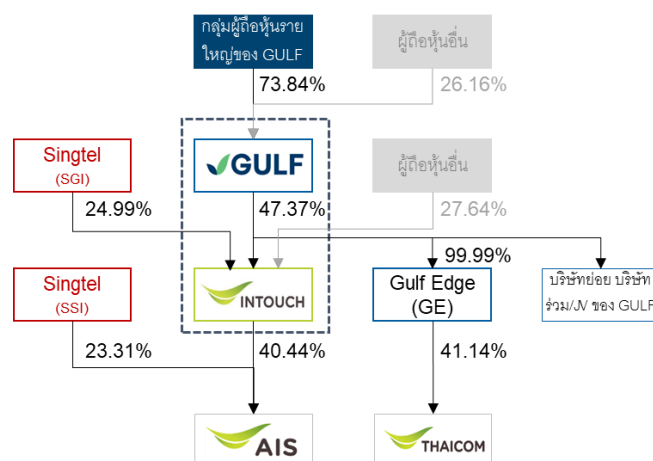 กลุ่มผู้ถือหุ้นราย
ใหญ่ของ GULF
ผู้ถือหุ้นอื่น
73.84%
26.16%
Singtel
(SGI)
GULF
ผู้ถือหุ้นอื่น
24.99%
47.37%
27.64%
99.99%
Singtel
(SSI)
INTOUCH
Gulf Edge
(GE)
บริษัทย่อย บริษัท
ร่วม/JV ของ GULF
23.31%
40.44%
41.14%
AIS
THAICOM